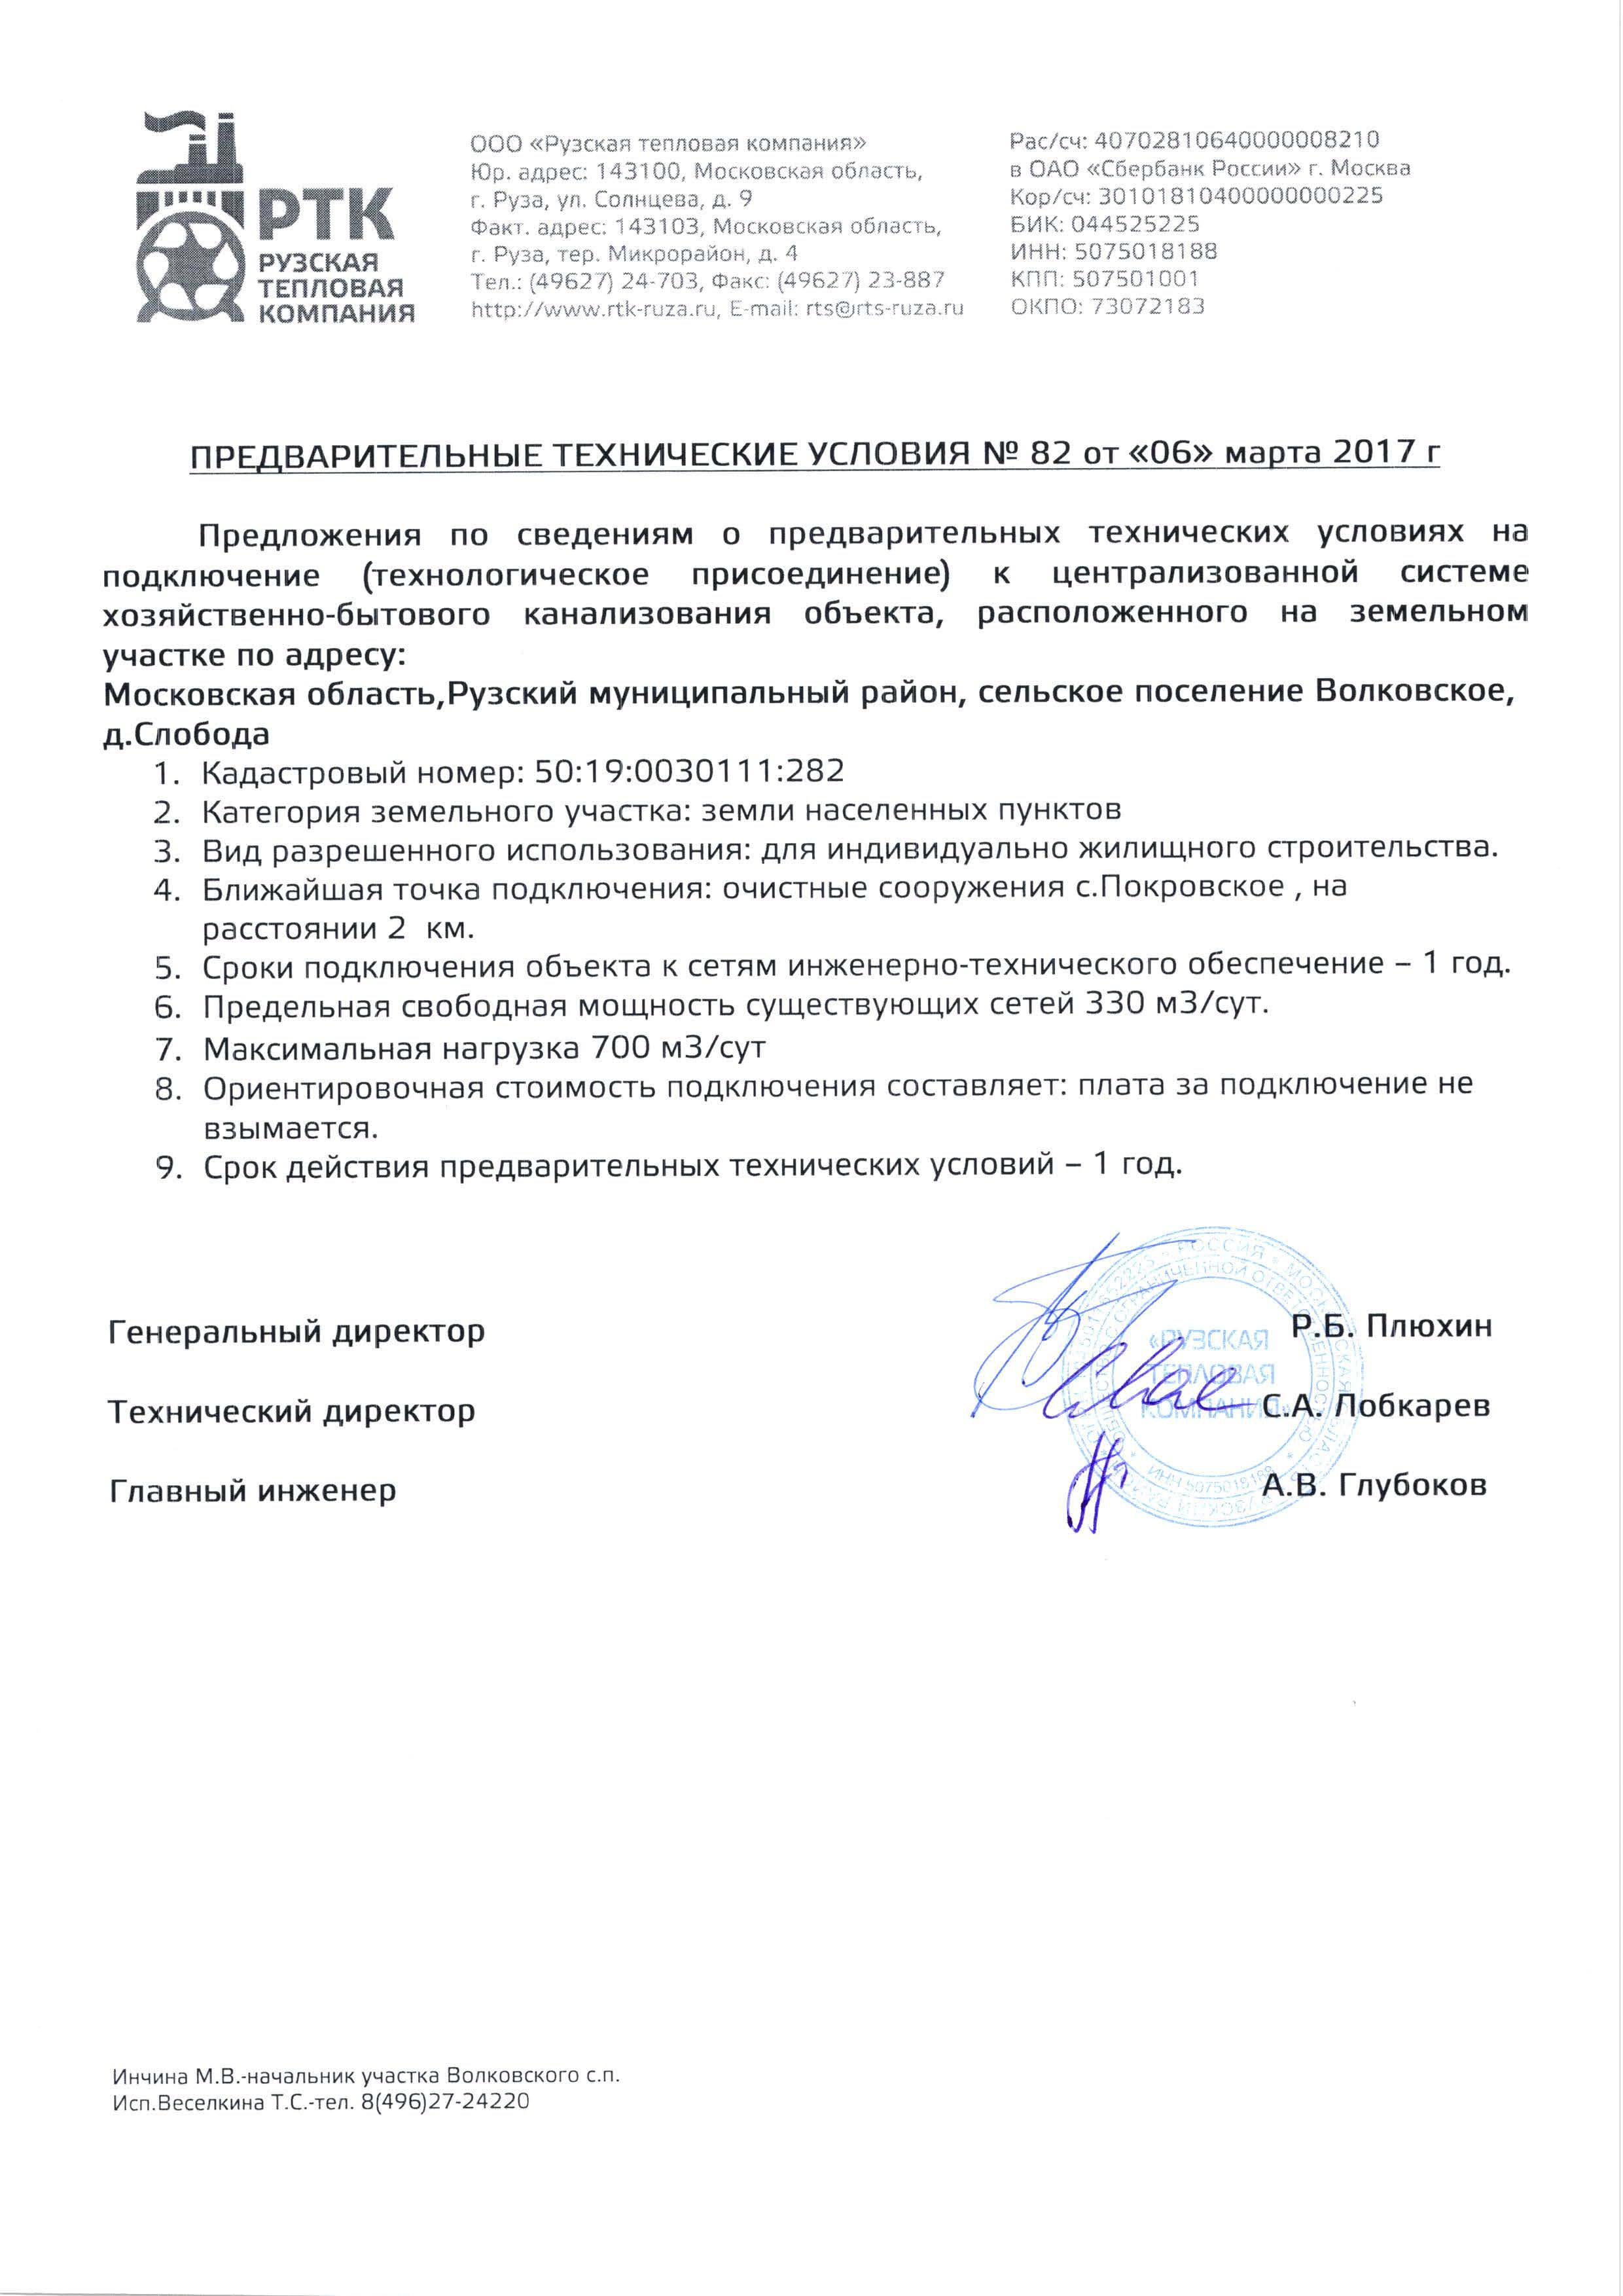 РТК
РУЗСКАЯ
ТЕПЛОВАЯ
КОМПАНИЯ
ООО «Рузская тепловая компания»
Юр. адрес: 143100, Московская область,
г. Руза, ул. Солнцева, д. 9
Факт. адрес: 143103, Московская область,
г. Руза, тер. Микрорайон, д. 4
Тел.: (49627) 24-703, Факс: (49627) 23-887
http://www.rtk-ruza.ru, E-mail: rts@rts-ruza.ru
Рас/сч: 40702810640000008210
в ОАО «Сбербанк России» г. Москва
Кор/сч: 30101810400000000225
БИК: 044525225
ИНН: 5075018188
КПП: 507501001
ОКПО: 73072183
ПРЕДВАРИТЕЛЬНЫЕ ТЕХНИЧЕСКИЕ УСЛОВИЯ № 82 от «06» марта 2017 г
Предложения по сведениям о предварительных технических условиях на
подключение (технологическое присоединение) к централизованной системе
хозяйственно-бытового канализования объекта, расположенного на земельном
участке по адресу:
Московская область,Рузский муниципальный район, сельское поселение Волковское,
д.Слобода
1. Кадастровый номер: 50:19:0030111:282
2. Категория земельного участка: земли населенных пунктов
3. Вид разрешенного использования: для индивидуально жилищного строительства.
4. Ближайшая точка подключения: очистные сооружения с.Покровское , на
расстоянии 2 км.
5. Сроки подключения объекта к сетям инженерно-технического обеспечение – 1 год.
6. Предельная свободная мощность существующих сетей 330 м3/сут.
7. Максимальная нагрузка 700 м3/сут
8. Ориентировочная стоимость подключения составляет: плата за подключение не
взымается.
9. Срок действия предварительных технических условий – 1 год.
Генеральный директор Р.Б. Плюхин
Технический директор С.А. Лобкарев
Главный инженер А.В. Глубоков
«РУЗСКАЯ
ТЕПЛОВАЯ
КОМПАНИЯ»
ИНН 5075018188
Инчина М.В.-начальник участка Волковского с.п.
Исп.Веселкина Т.С.-тел. 8(496)27-24220